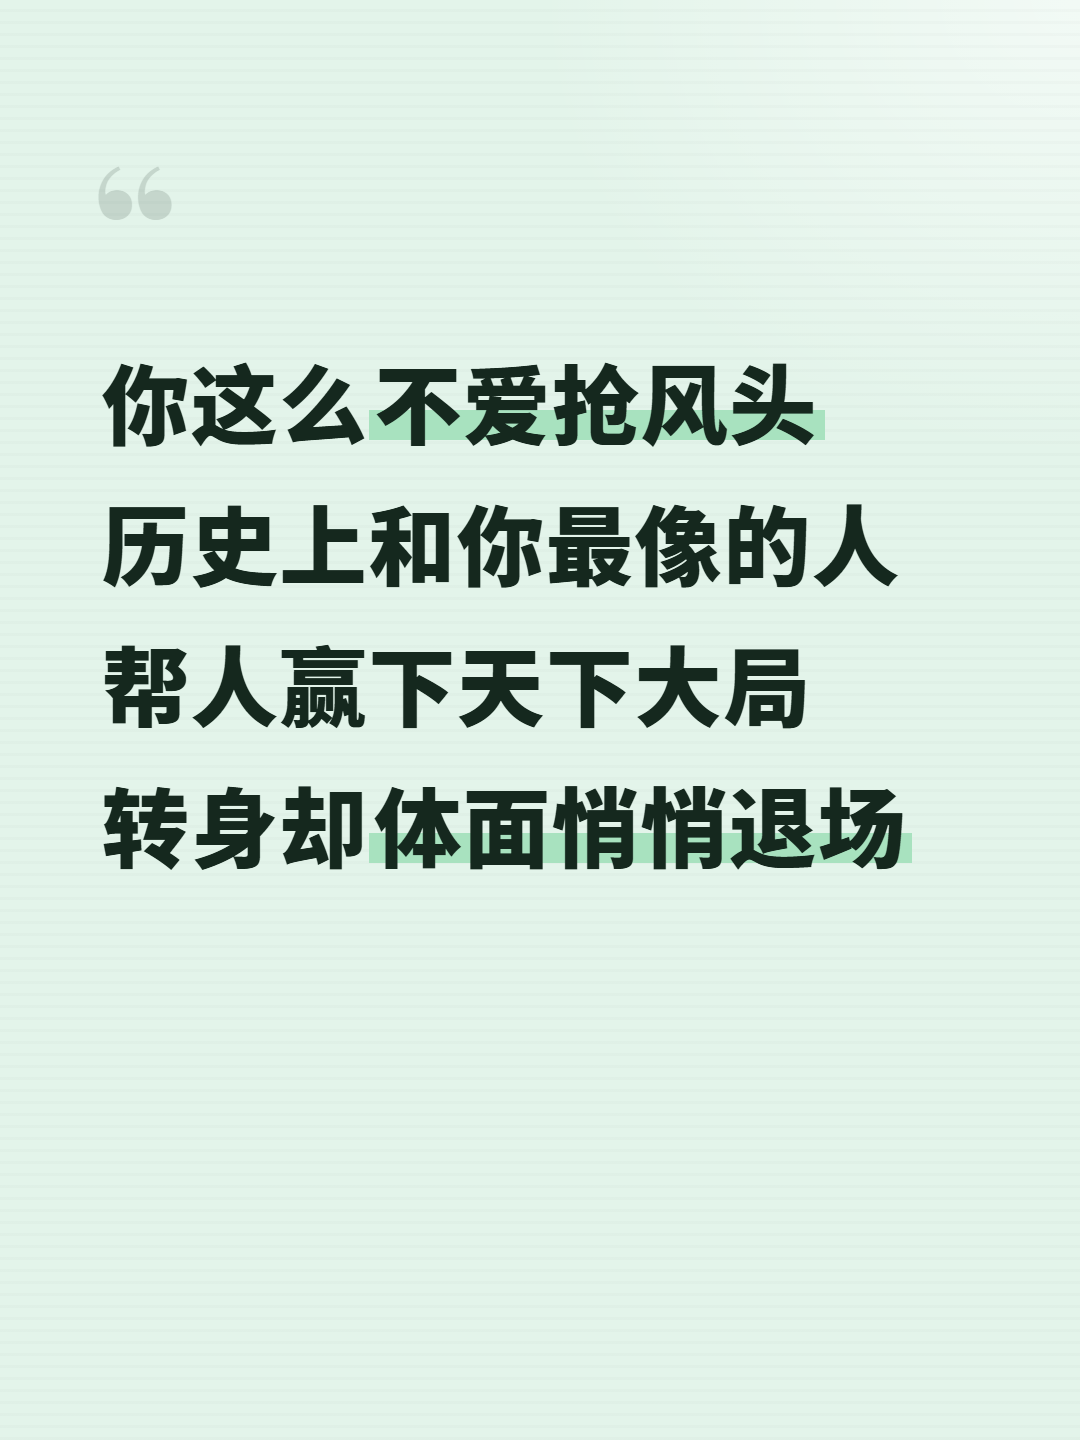 “
你这么不爱抢风头
历史上和你最像的人
帮人赢下天下大局
转身却体面悄悄退场